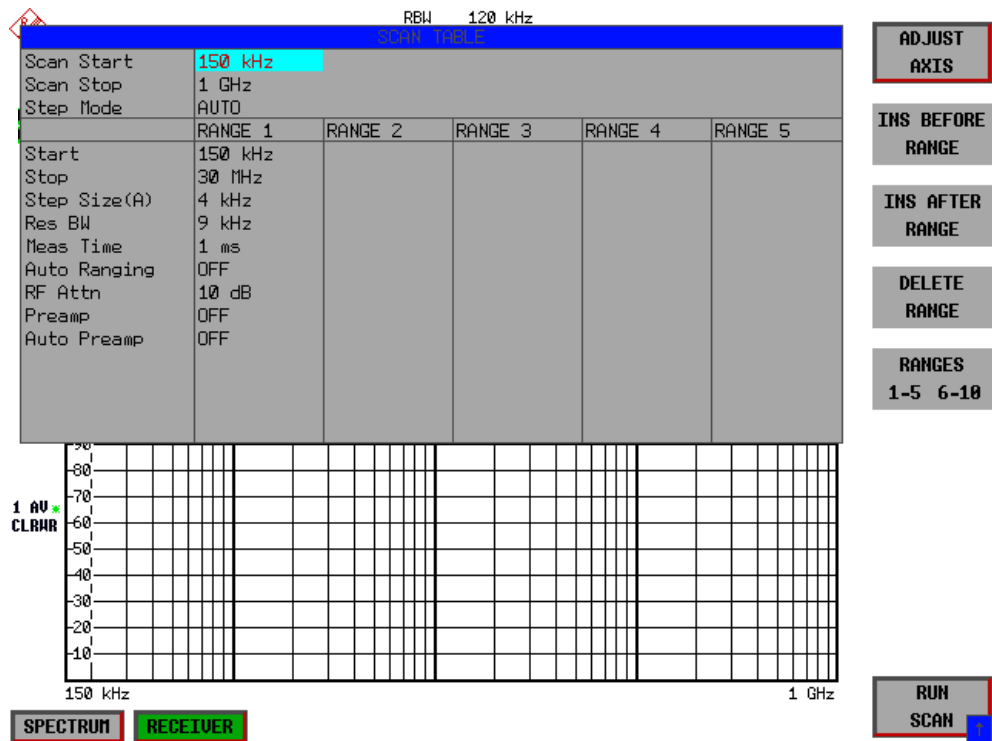 RBW 120 kHz
SCAN TABLE
Scan Start 150 kHz
Scan Stop 1 GHz
Step Mode AUTO
RANGE 1 RANGE 2 RANGE 3 RANGE 4 RANGE 5
Start 150 kHz
Stop 30 MHz
Step Size(A) 4 kHz
Res BW 9 kHz
Meas Time 1 ms
Auto Ranging OFF
RF Attn 10 dB
Preamp OFF
Auto Preamp OFF
90
80
70
60
50
40
30
20
10
1 AV
CLRWR
150 kHz 1 GHz
SPECTRUM RECEIVER
ADJUST
AXIS
INS BEFORE
RANGE
INS AFTER
RANGE
DELETE
RANGE
RANGES
1-5 6-10
RUN
SCAN